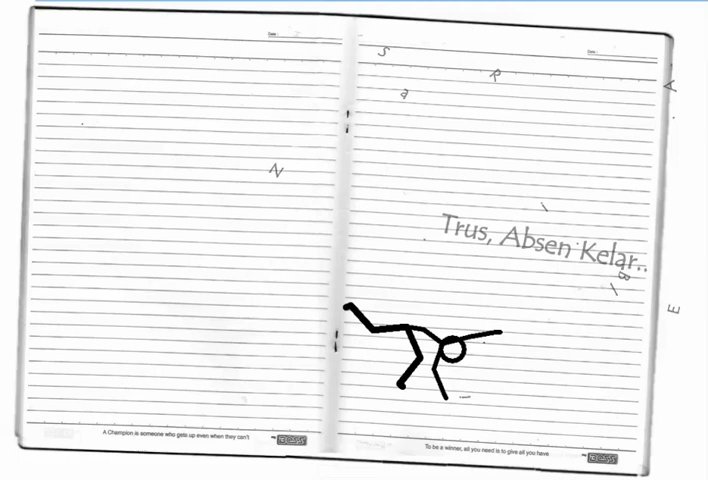 Date :
Date :
S
R
A
a
N
Trus, Absen Kelar..
B
E
A Champion is someone who gets up even when they can't
To be a winner, all you need is to give all you have